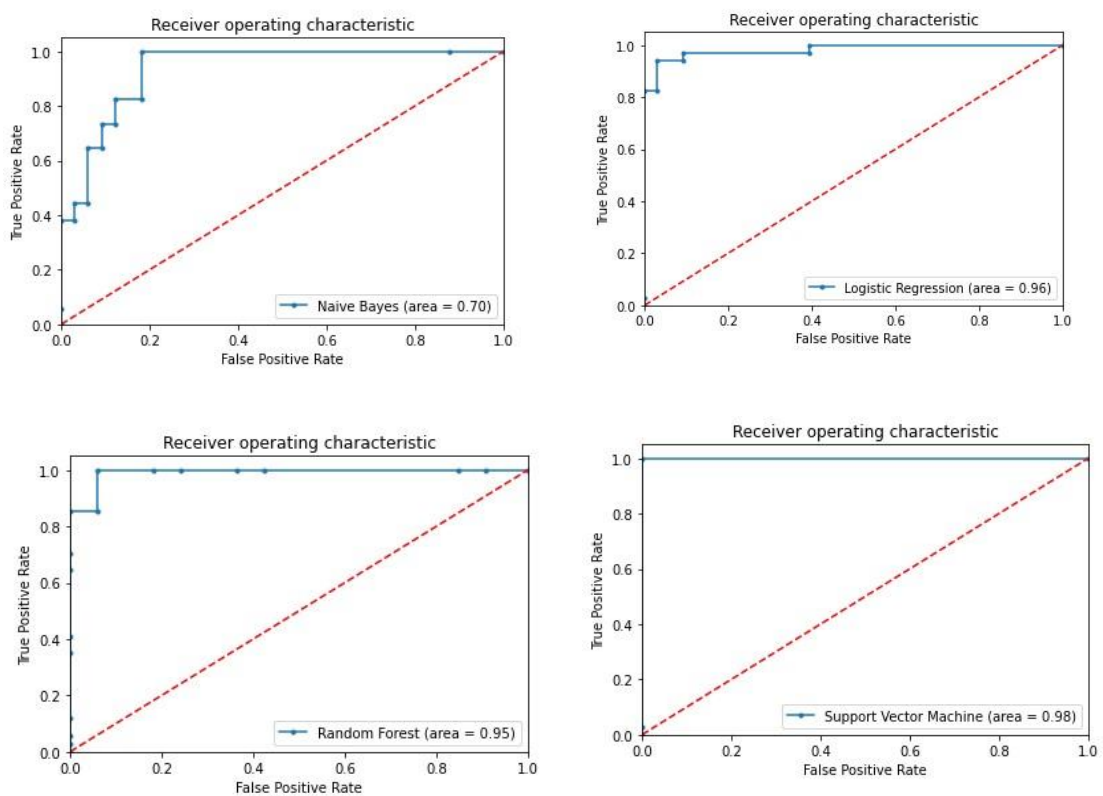 Receiver operating characteristic
1.0
0.8
0.6
0.4
0.2
0.0
True Positive Rate
Naive Bayes (area = 0.70)
0.0 0.2 0.4 0.6 0.8 1.0
False Positive Rate
Receiver operating characteristic
1.0
0.8
0.6
0.4
0.2
0.0
True Positive Rate
Logistic Regression (area = 0.96)
0.0 0.2 0.4 0.6 0.8 1.0
False Positive Rate
Receiver operating characteristic
1.0
0.8
0.6
0.4
0.2
0.0
True Positive Rate
Random Forest (area = 0.95)
0.0 0.2 0.4 0.6 0.8 1.0
False Positive Rate
Receiver operating characteristic
1.0
0.8
0.6
0.4
0.2
0.0
True Positive Rate
Support Vector Machine (area = 0.98)
0.0 0.2 0.4 0.6 0.8 1.0
False Positive Rate